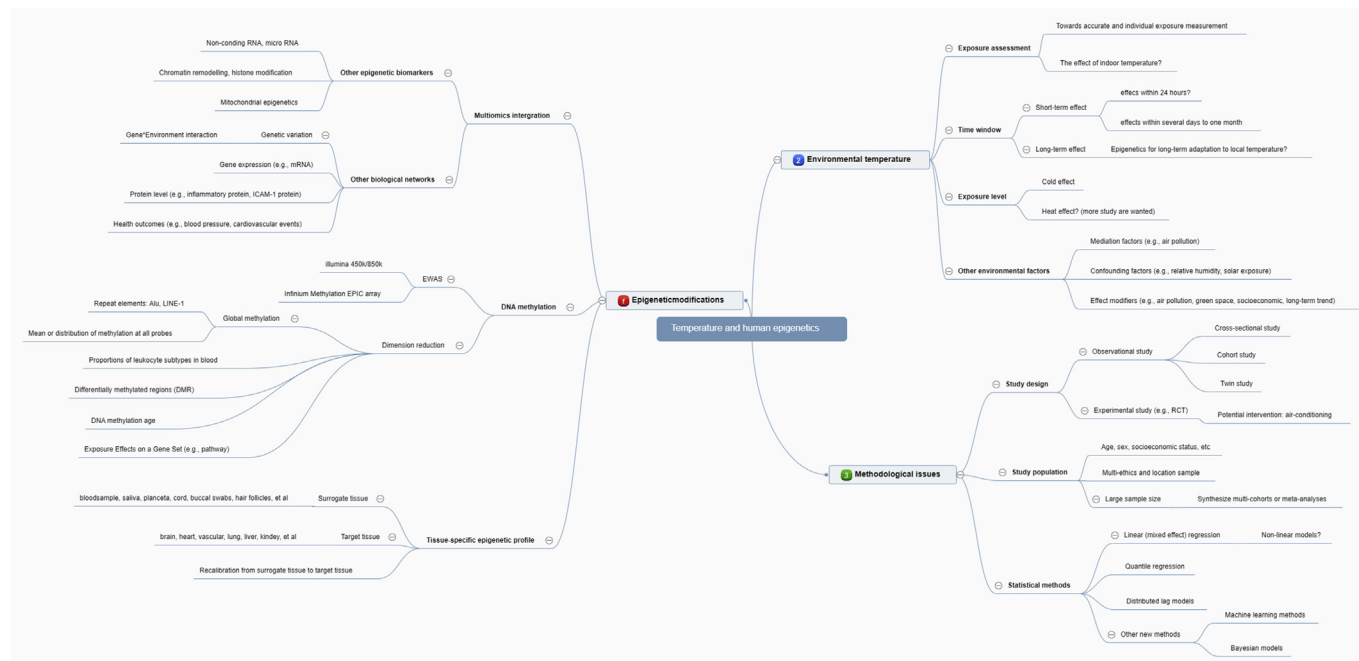 Temperature and human epigenetics
1
Epigeneticmodifications
Multiomics intergration
Other epigenetic biomarkers
Non-conding RNA, micro RNA
Chromatin remodelling, histone modification
Mitochondrial epigenetics
Other biological networks
Genetic variation
Gene*Environment interaction
Gene expression (e.g., mRNA)
Protein level (e.g., inflammatory protein, ICAM-1 protein)
Health outcomes (e.g., blood pressure, cardiovascular events)
DNA methylation
EWAS
illumina 450k/850k
Infinium Methylation EPIC array
Dimension reduction
Global methylation
Repeat elements: Alu, LINE-1
Mean or distribution of methylation at all probes
Proportions of leukocyte subtypes in blood
Differentially methylated regions (DMR)
DNA methylation age
Exposure Effects on a Gene Set (e.g., pathway)
Tissue-specific epigenetic profile
Surrogate tissue
bloodsample, saliva, planceta, cord, buccal swabs, hair follicles, et al
Target tissue
brain, heart, vascular, lung, liver, kindey, et al
Recalibration from surrogate tissue to target tissue
2
Environmental temperature
Exposure assessment
Towards accurate and individual exposure measurement
The effect of indoor temperature?
Time window
Short-term effect
effecs within 24 hours?
effects within several days to one month
Long-term effect
Epigenetics for long-term adaptation to local temperature?
Exposure level
Cold effect
Heat effect? (more study are wanted)
Other environmental factors
Mediation factors (e.g., air pollution)
Confounding factors (e.g., relative humidity, solar exposure)
Effect modifiers (e.g., air pollution, green space, socioeconomic, long-term trend)
3
Methodological issues
Study design
Observational study
Cross-sectional study
Cohort study
Twin study
Experimental study (e.g., RCT)
Potential intervention: air-conditioning
Study population
Age, sex, socioeconomic status, etc
Multi-ethics and location sample
Large sample size
Synthesize multi-cohorts or meta-analyses
Statistical methods
Linear (mixed effect) regression
Non-linear models?
Quantile regression
Distributed lag models
Other new methods
Machine learning methods
Bayesian models